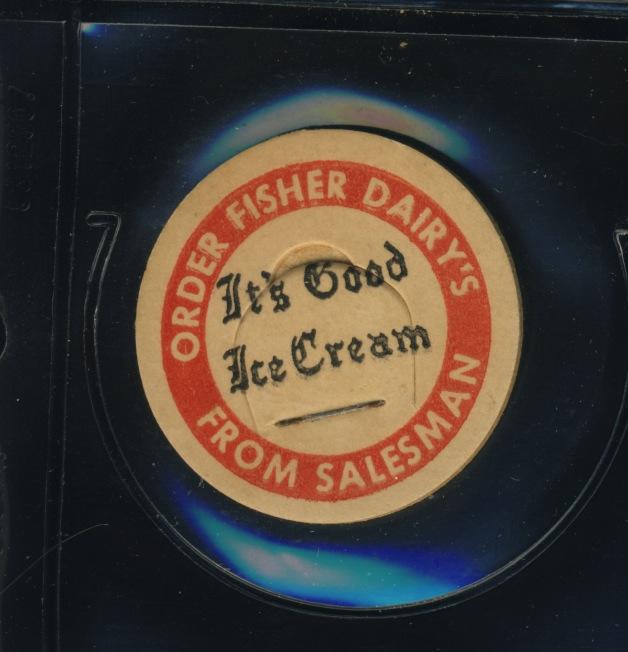 ORDER FISHER DAIRY'S
It's Good
Ice Cream
FROM SALESMAN